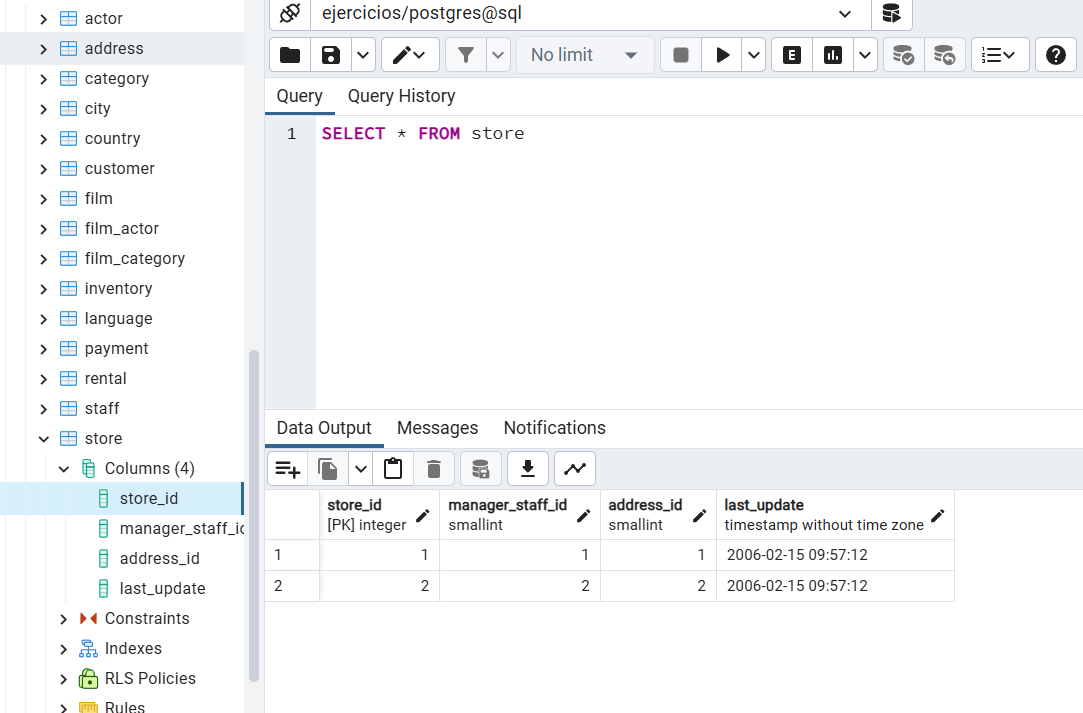 actor
address
category
city
country
customer
film
film_actor
film_category
inventory
language
payment
rental
staff
store
Columns (4)
store_id
manager_staff_id
address_id
last_update
Constraints
Indexes
RLS Policies
Rules
ejercicios/postgres@sql
No limit
E
Query Query History
1 SELECT * FROM store
Data Output Messages Notifications
store_id manager_staff_id address_id last_update
[PK] integer smallint smallint timestamp without time zone
1 1 1 1 2006-02-15 09:57:12
2 2 2 2 2006-02-15 09:57:12